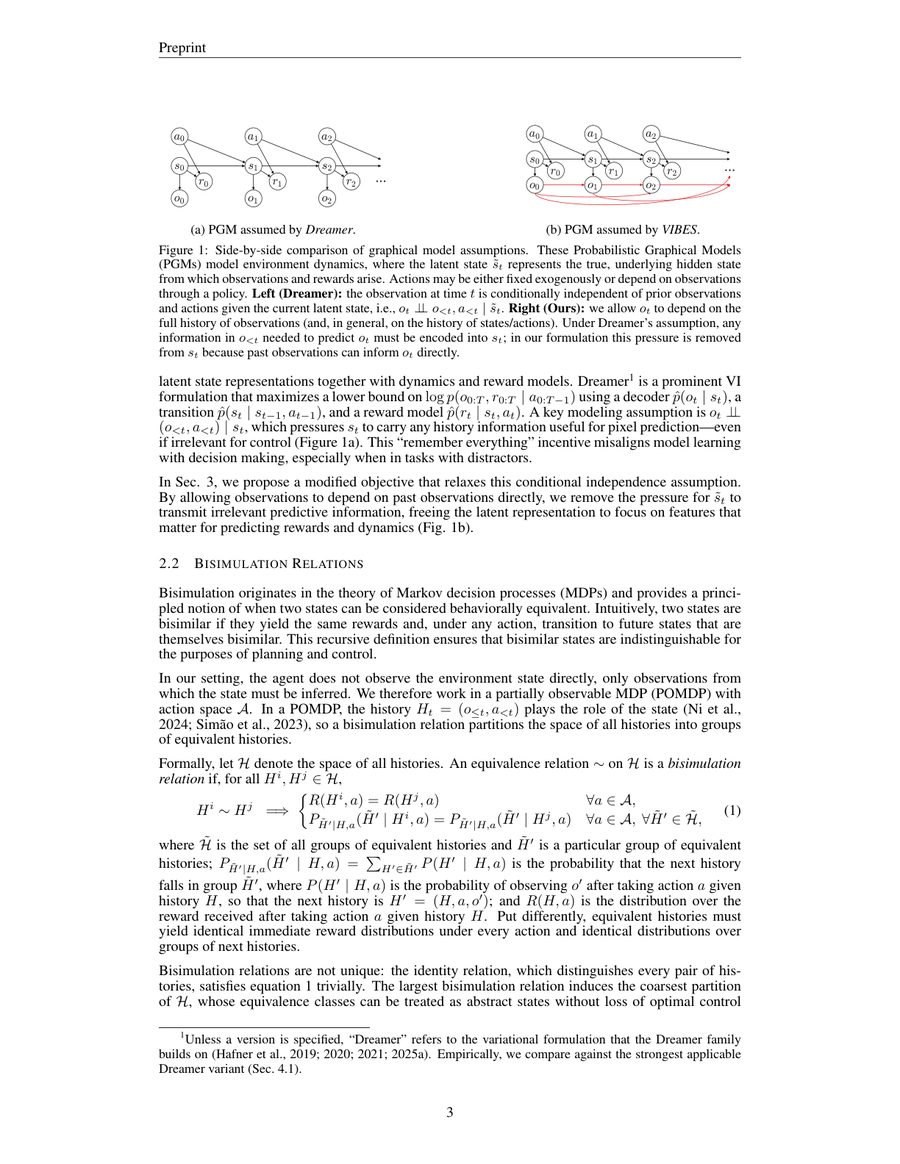 Preprint
a0 a1 a2
s0 s1 s2
r0 r1 r2 ...
o0 o1 o2
a0 a1 a2
s0 s1 s2
r0 r1 r2 ...
o0 o1 o2
(a) PGM assumed by Dreamer.
(b) PGM assumed by VIBES.
Figure 1: Side-by-side comparison of graphical model assumptions. These Probabilistic Graphical Models
(PGMs) model environment dynamics, where the latent state s̃t represents the true, underlying hidden state
from which observations and rewards arise. Actions may be either fixed exogenously or depend on observations
through a policy. Left (Dreamer): the observation at time t is conditionally independent of prior observations
and actions given the current latent state, i.e., ot ⫫ o<t, a<t | s̃t. Right (Ours): we allow ot to depend on the
full history of observations (and, in general, on the history of states/actions). Under Dreamer's assumption, any
information in o<t needed to predict ot must be encoded into st; in our formulation this pressure is removed
from st because past observations can inform ot directly.
latent state representations together with dynamics and reward models. Dreamer1 is a prominent VI
formulation that maximizes a lower bound on log p(o0:T, r0:T | a0:T−1) using a decoder p̂(ot | st), a
transition p̂(st | st−1, at−1), and a reward model p̂(rt | st, at). A key modeling assumption is ot ⫫
(o<t, a<t) | st, which pressures st to carry any history information useful for pixel prediction—even
if irrelevant for control (Figure 1a). This “remember everything” incentive misaligns model learning
with decision making, especially when in tasks with distractors.
In Sec. 3, we propose a modified objective that relaxes this conditional independence assumption.
By allowing observations to depend on past observations directly, we remove the pressure for s̃t to
transmit irrelevant predictive information, freeing the latent representation to focus on features that
matter for predicting rewards and dynamics (Fig. 1b).
2.2 BISIMULATION RELATIONS
Bisimulation originates in the theory of Markov decision processes (MDPs) and provides a princi-
pled notion of when two states can be considered behaviorally equivalent. Intuitively, two states are
bisimilar if they yield the same rewards and, under any action, transition to future states that are
themselves bisimilar. This recursive definition ensures that bisimilar states are indistinguishable for
the purposes of planning and control.
In our setting, the agent does not observe the environment state directly, only observations from
which the state must be inferred. We therefore work in a partially observable MDP (POMDP) with
action space 𝒜. In a POMDP, the history Ht = (o≤t, a<t) plays the role of the state (Ni et al.,
2024; Simão et al., 2023), so a bisimulation relation partitions the space of all histories into groups
of equivalent histories.
Formally, let ℋ denote the space of all histories. An equivalence relation ∼ on ℋ is a bisimulation
relation if, for all Hi, Hj ∈ ℋ,
Hi ∼ Hj ⟹ { R(Hi, a) = R(Hj, a) ∀a ∈ 𝒜,
PH̃′|H,a(H̃′ | Hi, a) = PH̃′|H,a(H̃′ | Hj, a) ∀a ∈ 𝒜, ∀H̃′ ∈ ℋ̃, (1)
where ℋ̃ is the set of all groups of equivalent histories and H̃′ is a particular group of equivalent
histories; PH̃′|H,a(H̃′ | H, a) = ∑H′∈H̃′ P(H′ | H, a) is the probability that the next history
falls in group H̃′, where P(H′ | H, a) is the probability of observing o′ after taking action a given
history H, so that the next history is H′ = (H, a, o′); and R(H, a) is the distribution over the
reward received after taking action a given history H. Put differently, equivalent histories must
yield identical immediate reward distributions under every action and identical distributions over
groups of next histories.
Bisimulation relations are not unique: the identity relation, which distinguishes every pair of his-
tories, satisfies equation 1 trivially. The largest bisimulation relation induces the coarsest partition
of ℋ, whose equivalence classes can be treated as abstract states without loss of optimal control
1Unless a version is specified, “Dreamer” refers to the variational formulation that the Dreamer family
builds on (Hafner et al., 2019; 2020; 2021; 2025a). Empirically, we compare against the strongest applicable
Dreamer variant (Sec. 4.1).
3